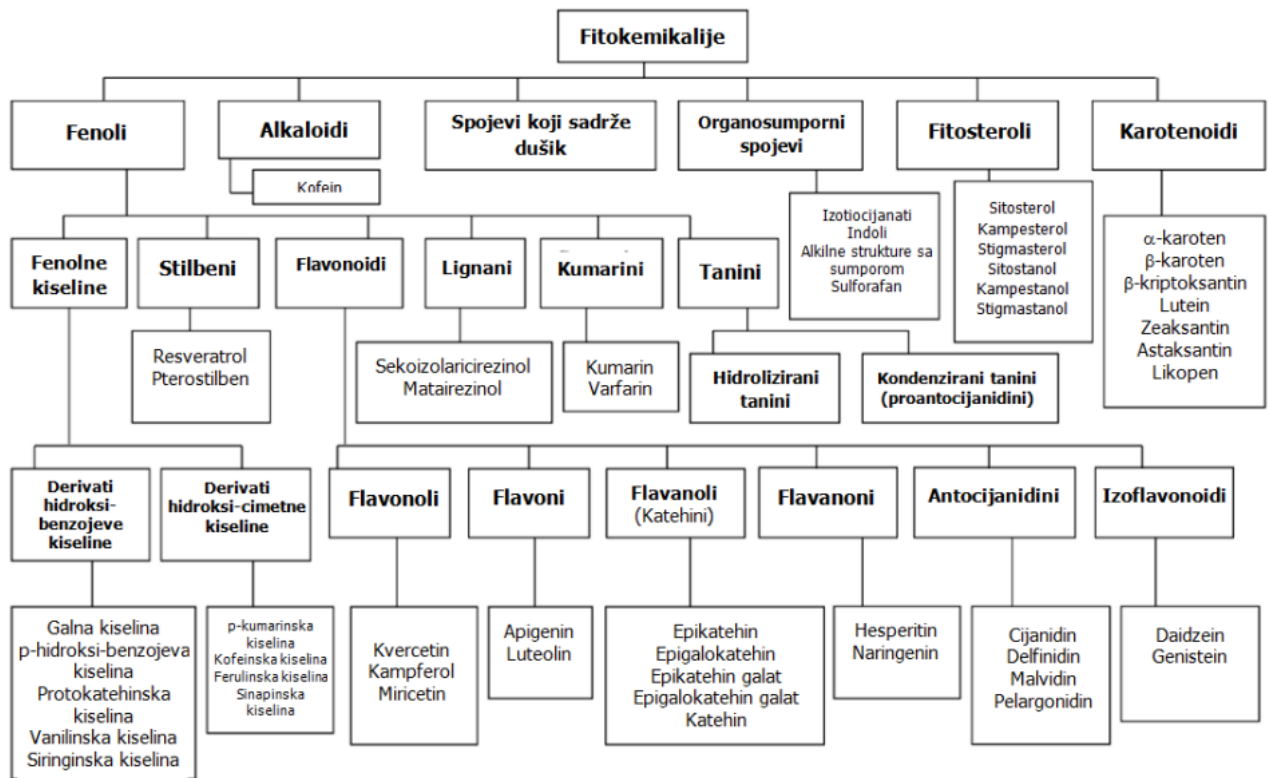 Fitokemikalije
Fenoli
Alkaloidi
Spojevi koji sadrže
dušik
Organosumporni
spojevi
Fitosteroli
Karotenoidi
Kofein
Izotiocijanati
Indoli
Alkilne strukture sa
sumporom
Sulforafan
Sitosterol
Kampesterol
Stigmasterol
Sitostanol
Kampestanol
Stigmastanol
α-karoten
β-karoten
β-kriptoksantin
Lutein
Zeaksantin
Astaksantin
Likopen
Fenolne
kiseline
Stilbeni
Flavonoidi
Lignani
Kumarini
Tanini
Resveratrol
Pterostilben
Sekoizolaricirezinol
Matairezinol
Kumarin
Varfarin
Hidrolizirani
tanini
Kondenzirani tanini
(proantocijanidini)
Derivati
hidroksi-
benzojeve
kiseline
Derivati
hidroksi-cimetne
kiseline
Flavonoli
Flavoni
Flavanoli
(Katehini)
Flavanoni
Antocijanidini
Izoflavonoidi
Galna kiselina
p-hidroksi-benzojeva
kiselina
Protokatehinska
kiselina
Vanilinska kiselina
Siringinska kiselina
p-kumarinska
kiselina
Kofeinska kiselina
Ferulinska kiselina
Sinapinska
kiselina
Kvercetin
Kampferol
Miricetin
Apigenin
Luteolin
Epikatehin
Epigalokatehin
Epikatehin galat
Epigalokatehin galat
Katehin
Hesperitin
Naringenin
Cijanidin
Delfinidin
Malvidin
Pelargonidin
Daidzein
Genistein